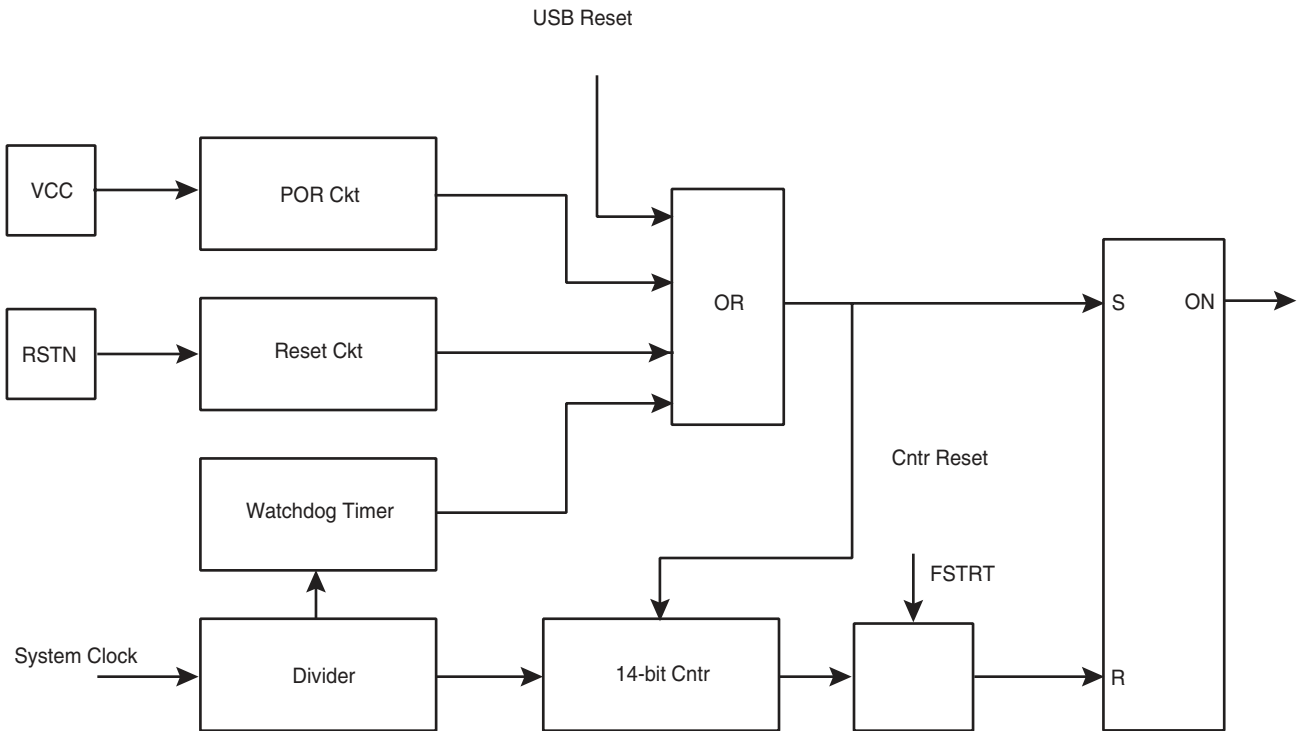 USB Reset
VCC
POR Ckt
OR
S
ON
RSTN
Reset Ckt
Cntr Reset
Watchdog Timer
FSTRT
System Clock
Divider
14-bit Cntr
R